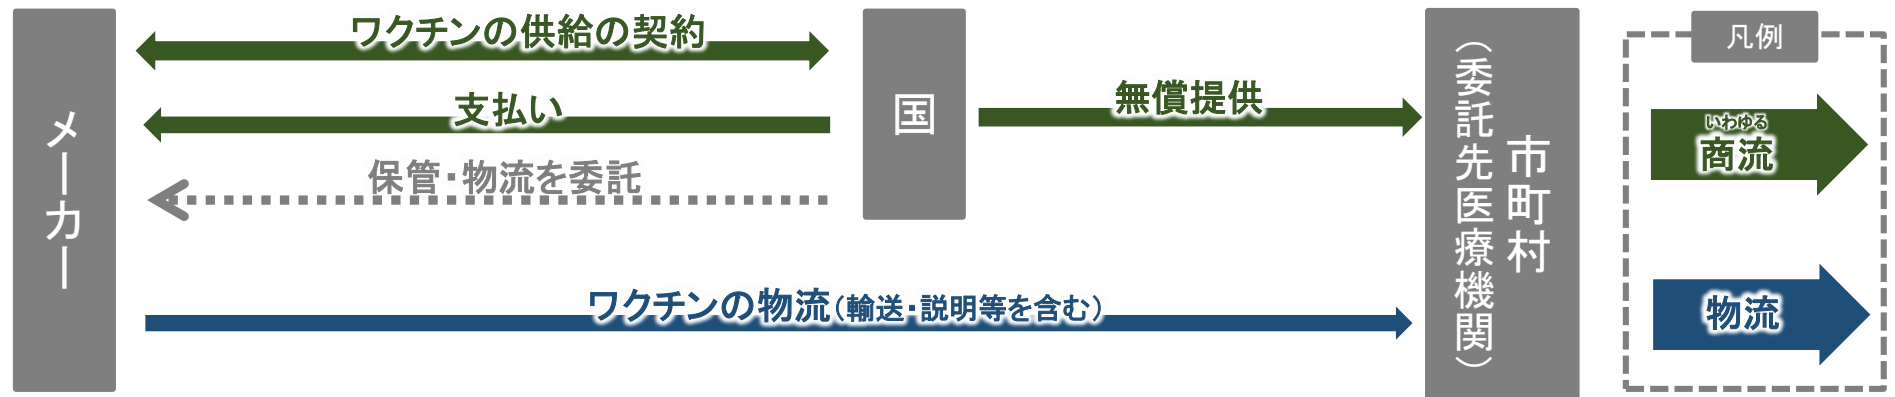 メーカー
ワクチンの供給の契約
支払い
保管・物流を委託
国
無償提供
ワクチンの物流（輸送・説明等を含む）
市町村
（委託先医療機関）
凡例
いわゆる
商流
物流